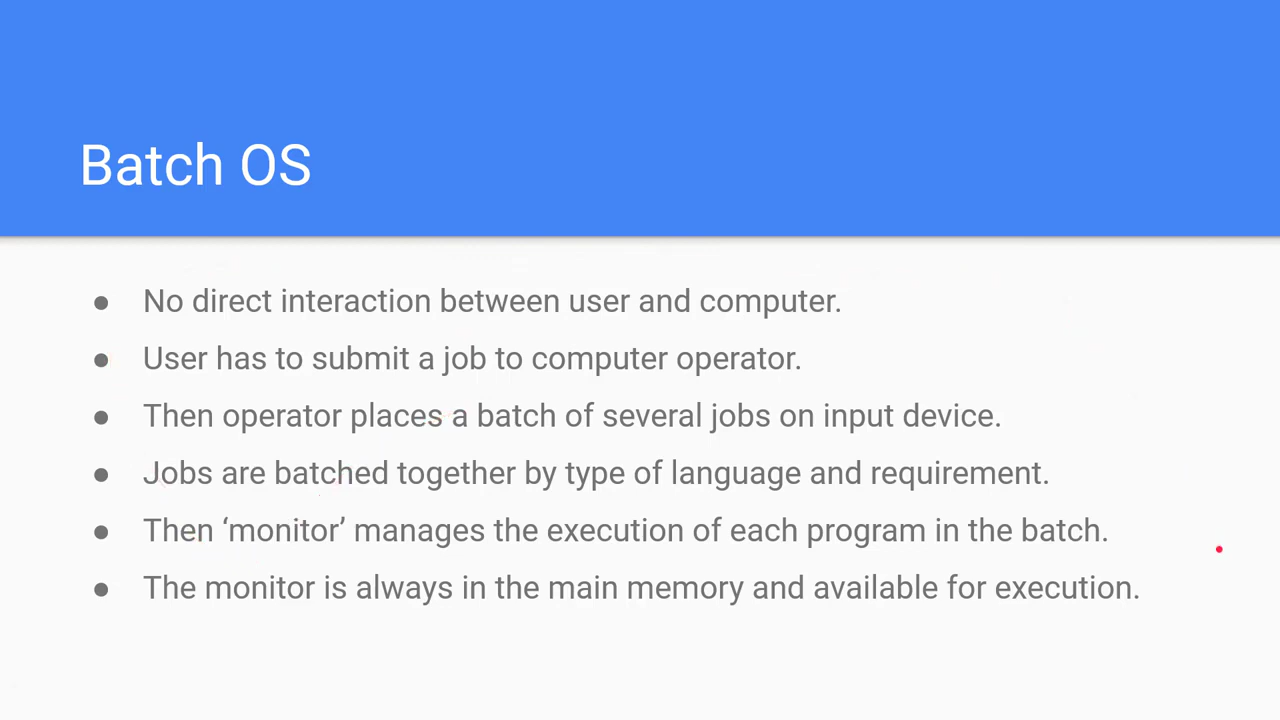 Batch OS
● No direct interaction between user and computer.
● User has to submit a job to computer operator.
● Then operator places a batch of several jobs on input device.
● Jobs are batched together by type of language and requirement.
● Then ‘monitor’ manages the execution of each program in the batch.
● The monitor is always in the main memory and available for execution.